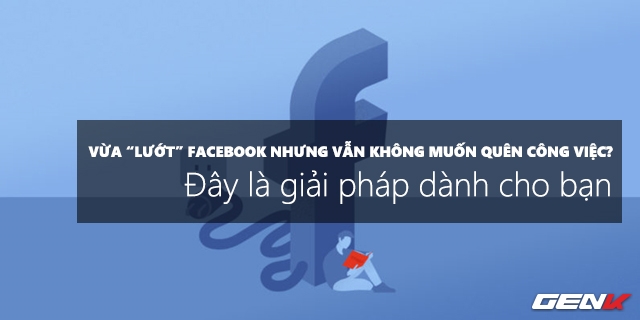 VỪA “LƯỚT” FACEBOOK NHƯNG VẪN KHÔNG MUỐN QUÊN CÔNG VIỆC?
Đây là giải pháp dành cho bạn
GENK